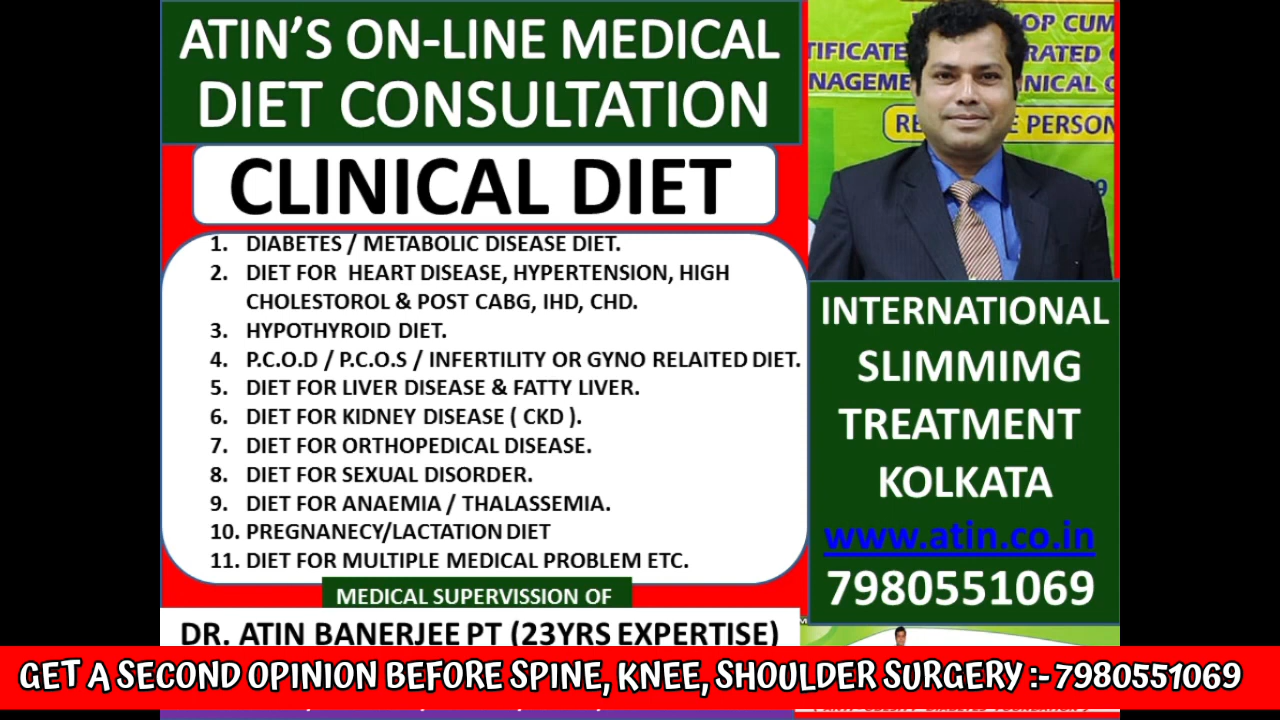 ATIN'S ON-LINE MEDICAL
DIET CONSULTATION
CLINICAL DIET
1. DIABETES / METABOLIC DISEASE DIET.
2. DIET FOR HEART DISEASE, HYPERTENSION, HIGH
CHOLESTOROL & POST CABG, IHD, CHD.
3. HYPOTHYROID DIET.
4. P.C.O.D / P.C.O.S / INFERTILITY OR GYNO RELAITED DIET.
5. DIET FOR LIVER DISEASE & FATTY LIVER.
6. DIET FOR KIDNEY DISEASE ( CKD ).
7. DIET FOR ORTHOPEDICAL DISEASE.
8. DIET FOR SEXUAL DISORDER.
9. DIET FOR ANAEMIA / THALASSEMIA.
10. PREGNANECY/LACTATION DIET
11. DIET FOR MULTIPLE MEDICAL PROBLEM ETC.
MEDICAL SUPERVISSION OF
DR. ATIN BANERJEE PT (23YRS EXPERTISE)
CUM
PERSON
INTERNATIONAL
SLIMMIMG
TREATMENT
KOLKATA
www.atin.co.in
7980551069
GET A SECOND OPINION BEFORE SPINE, KNEE, SHOULDER SURGERY :- 7980551069